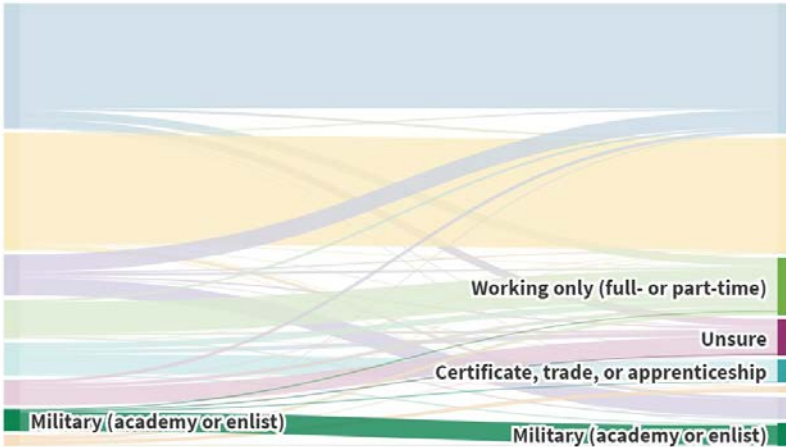 Working only (full- or part-time)
Unsure
Certificate, trade, or apprenticeship
Military (academy or enlist)
Military (academy or enlist)